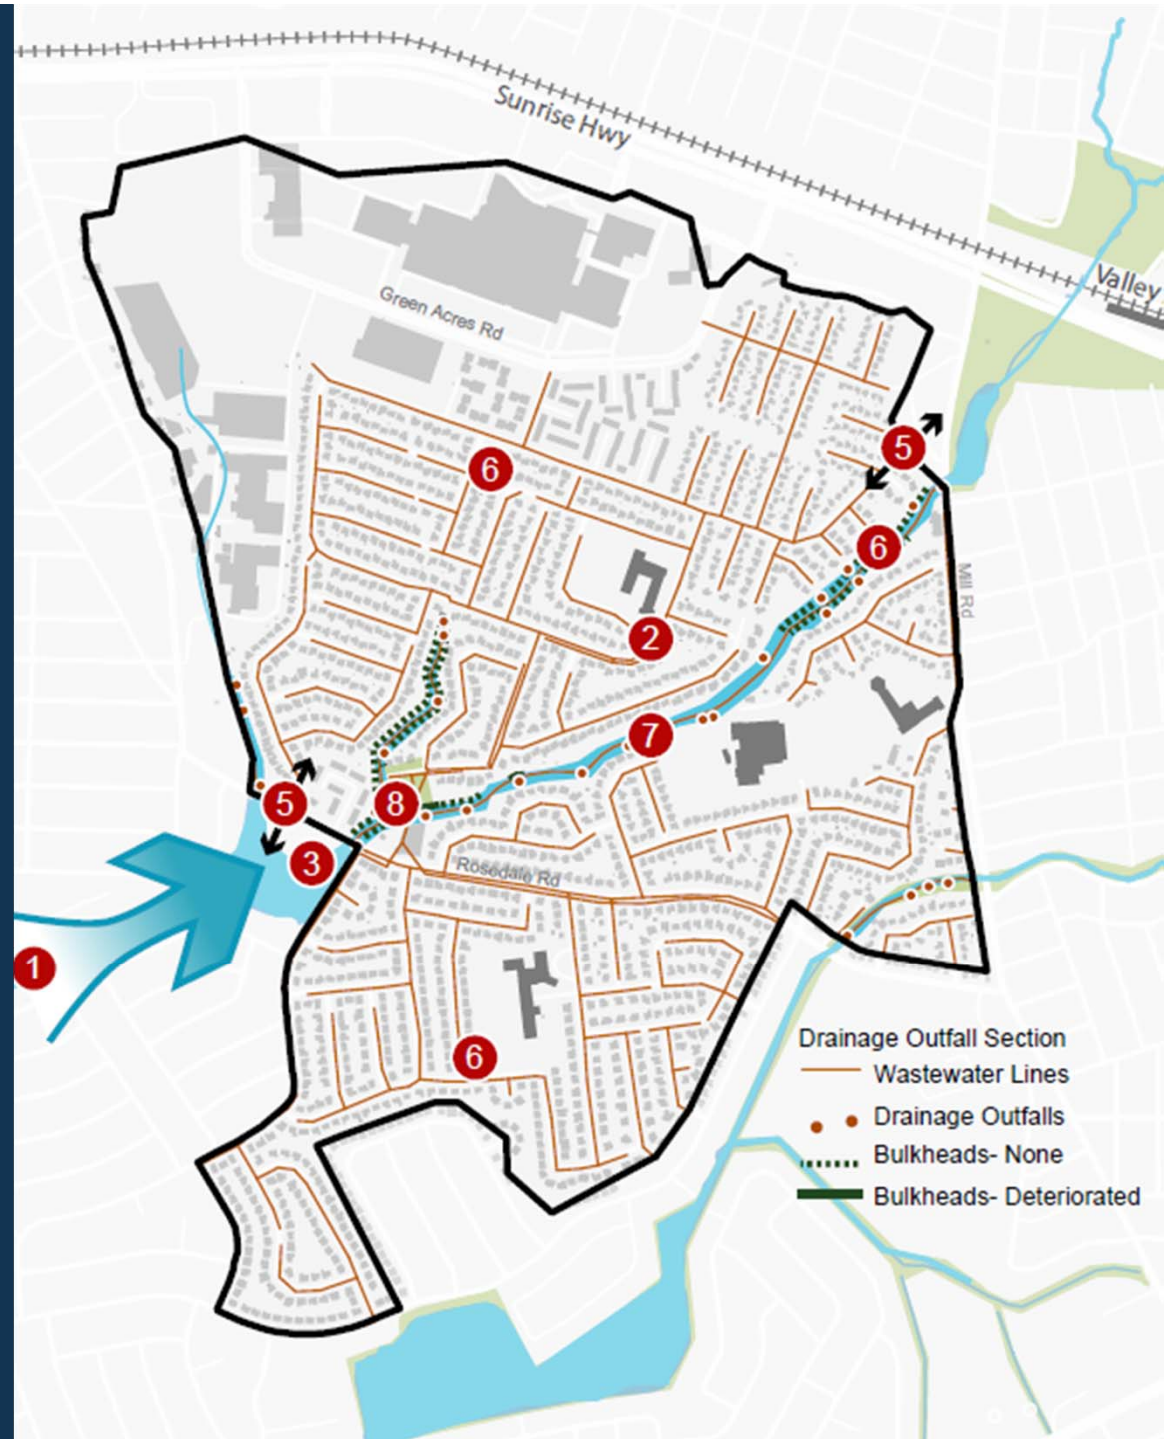 Sunrise Hwy
Valley
Green Acres Rd
5
6
6
Mill Rd
2
7
5
8
3
Rosedale Rd
1
6
Drainage Outfall Section
Wastewater Lines
Drainage Outfalls
Bulkheads- None
Bulkheads- Deteriorated